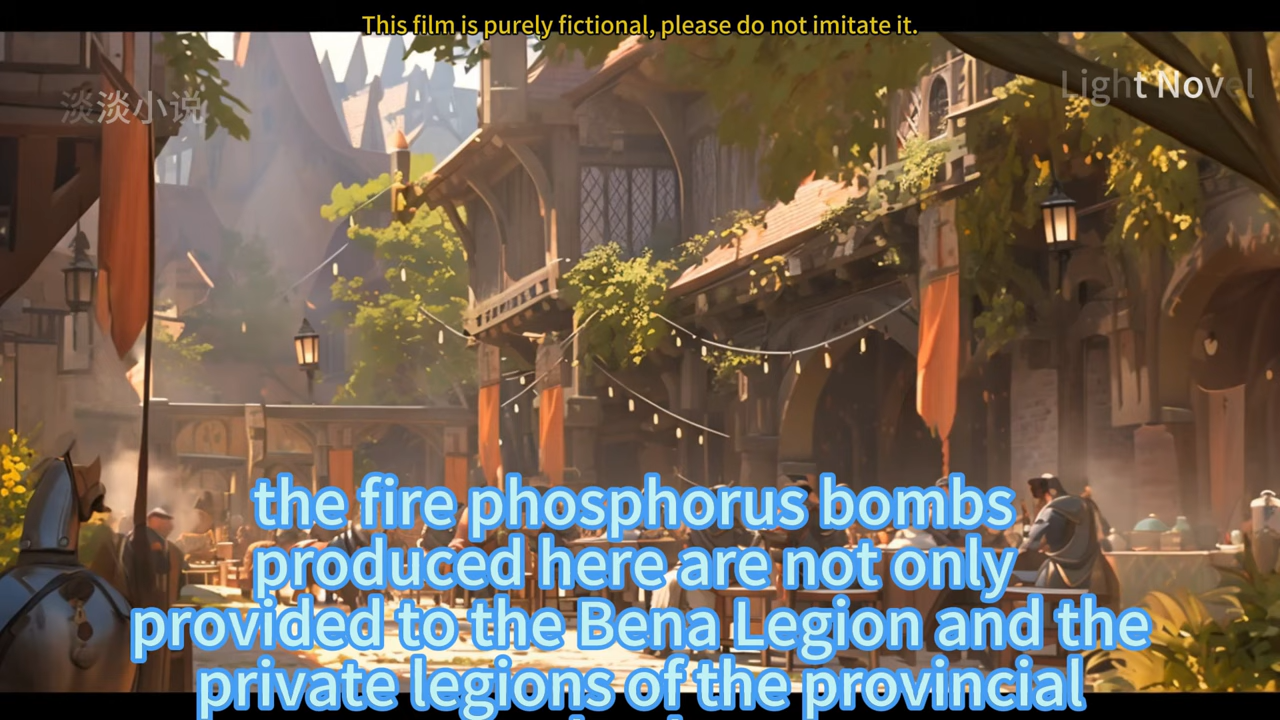 This film is purely fictional, please do not imitate it.
Light Novel
淡淡小说
the fire phosphorus bombs
produced here are not only
provided to the Bena Legion and the
private legions of the provincial